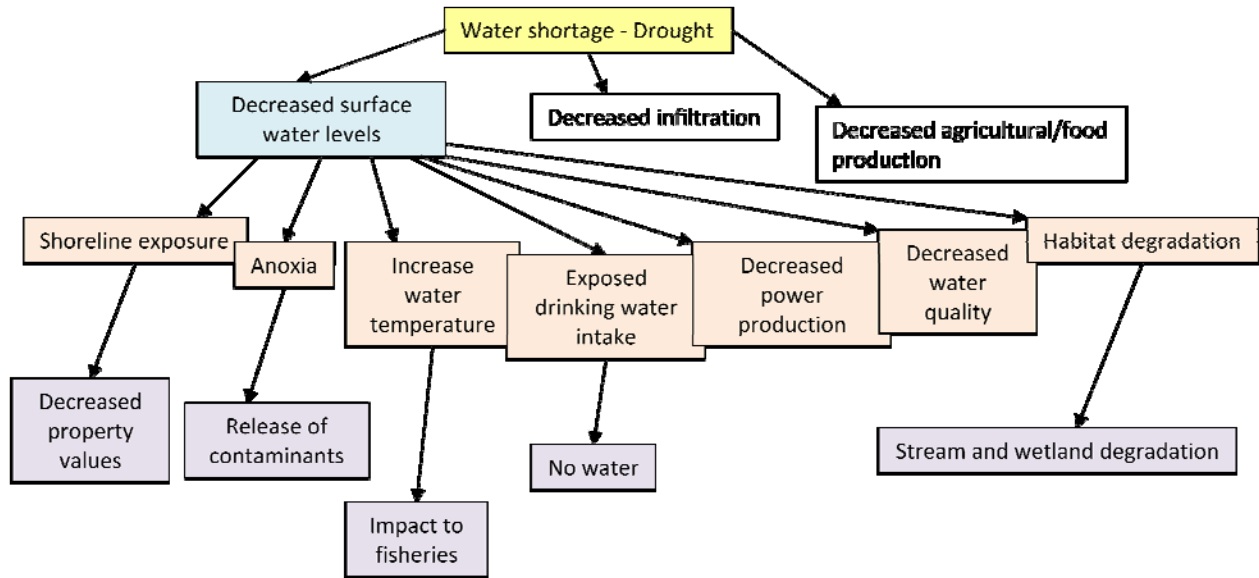 Water shortage - Drought
Decreased surface
water levels
Decreased infiltration
Decreased agricultural/food
production
Shoreline exposure
Anoxia
Increase
water
temperature
Exposed
drinking water
intake
Decreased
power
production
Decreased
water
quality
Habitat degradation
Decreased
property
values
Release of
contaminants
Impact to
fisheries
No water
Stream and wetland degradation